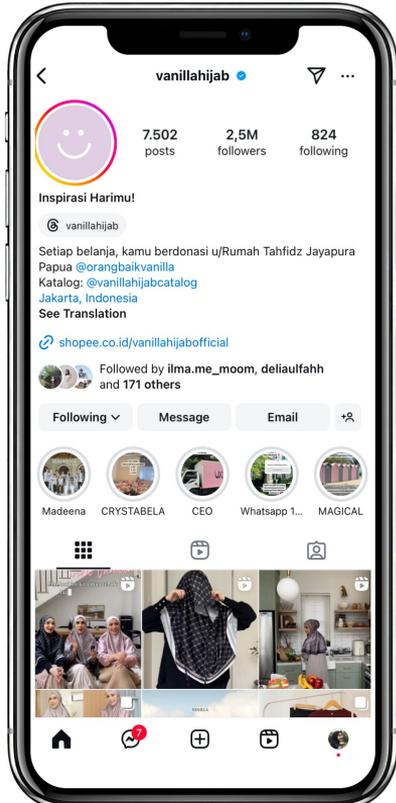 vanillahijab
7.502
2,5M
824
posts
followers
following
Inspirasi Harimu!
vanillahijab
Setiap belanja, kamu berdonasi u/Rumah Tahfidz Jayapura
Papua @orangbaikvanilla
Katalog: @vanillahijabcatalog
Jakarta, Indonesia
See Translation
shopee.co.id/vanillahijabofficial
Followed by ilma.me_moom, deliaulfahh
and 171 others
Following
Message
Email
Madeena
CRYSTABELA
CEO
Whatsapp 1...
MAGICAL
7